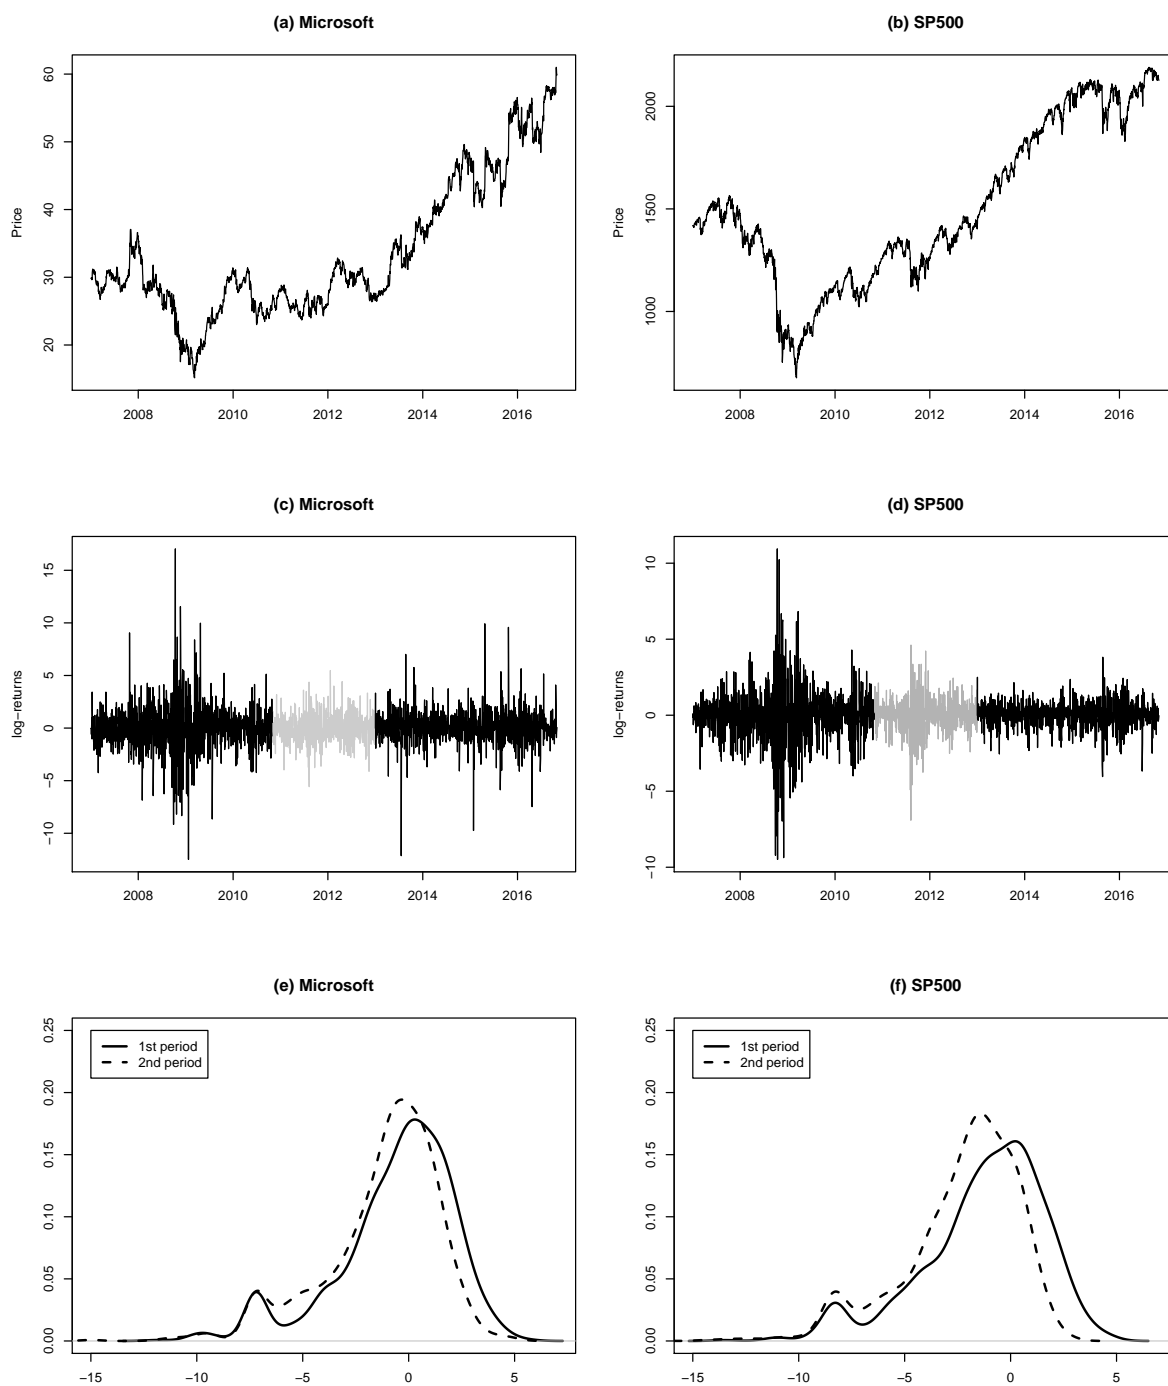 (a) Microsoft
Price
60
50
40
30
20
2008 2010 2012 2014 2016
(b) SP500
Price
2000
1500
1000
2008 2010 2012 2014 2016
(c) Microsoft
log−returns
15
10
5
0
−5
−10
2008 2010 2012 2014 2016
(d) SP500
log−returns
10
5
0
−5
−10
2008 2010 2012 2014 2016
(e) Microsoft
1st period
2nd period
0.25
0.20
0.15
0.10
0.05
0.00
−15 −10 −5 0 5
(f) SP500
1st period
2nd period
0.25
0.20
0.15
0.10
0.05
0.00
−15 −10 −5 0 5